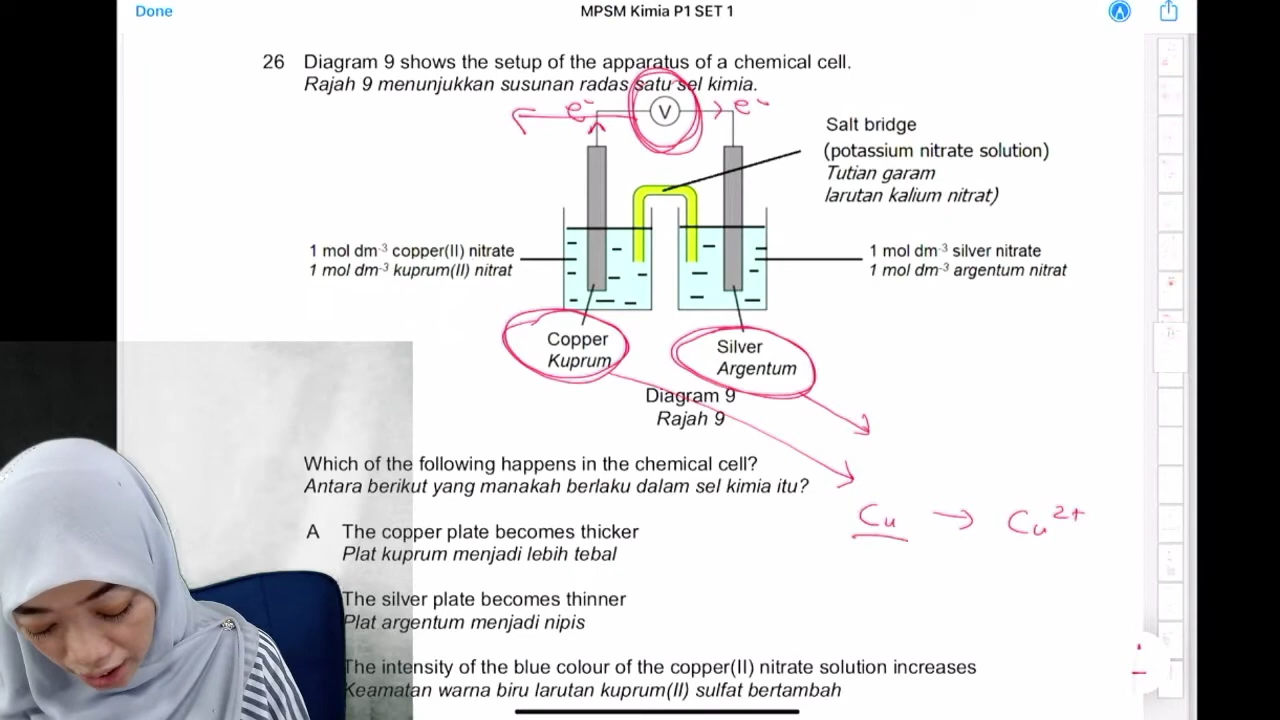 Done
MPSM Kimia P1 SET 1
26 Diagram 9 shows the setup of the apparatus of a chemical cell.
Rajah 9 menunjukkan susunan radas satu sel kimia.
e⁻
V
e⁻
Salt bridge
(potassium nitrate solution)
Tutian garam
larutan kalium nitrat)
1 mol dm⁻³ copper(II) nitrate
1 mol dm⁻³ kuprum(II) nitrat
1 mol dm⁻³ silver nitrate
1 mol dm⁻³ argentum nitrat
Copper
Kuprum
Silver
Argentum
Diagram 9
Rajah 9
Which of the following happens in the chemical cell?
Antara berikut yang manakah berlaku dalam sel kimia itu?
Cu → Cu²⁺
A The copper plate becomes thicker
Plat kuprum menjadi lebih tebal
The silver plate becomes thinner
Plat argentum menjadi nipis
The intensity of the blue colour of the copper(II) nitrate solution increases
Keamatan warna biru larutan kuprum(II) sulfat bertambah